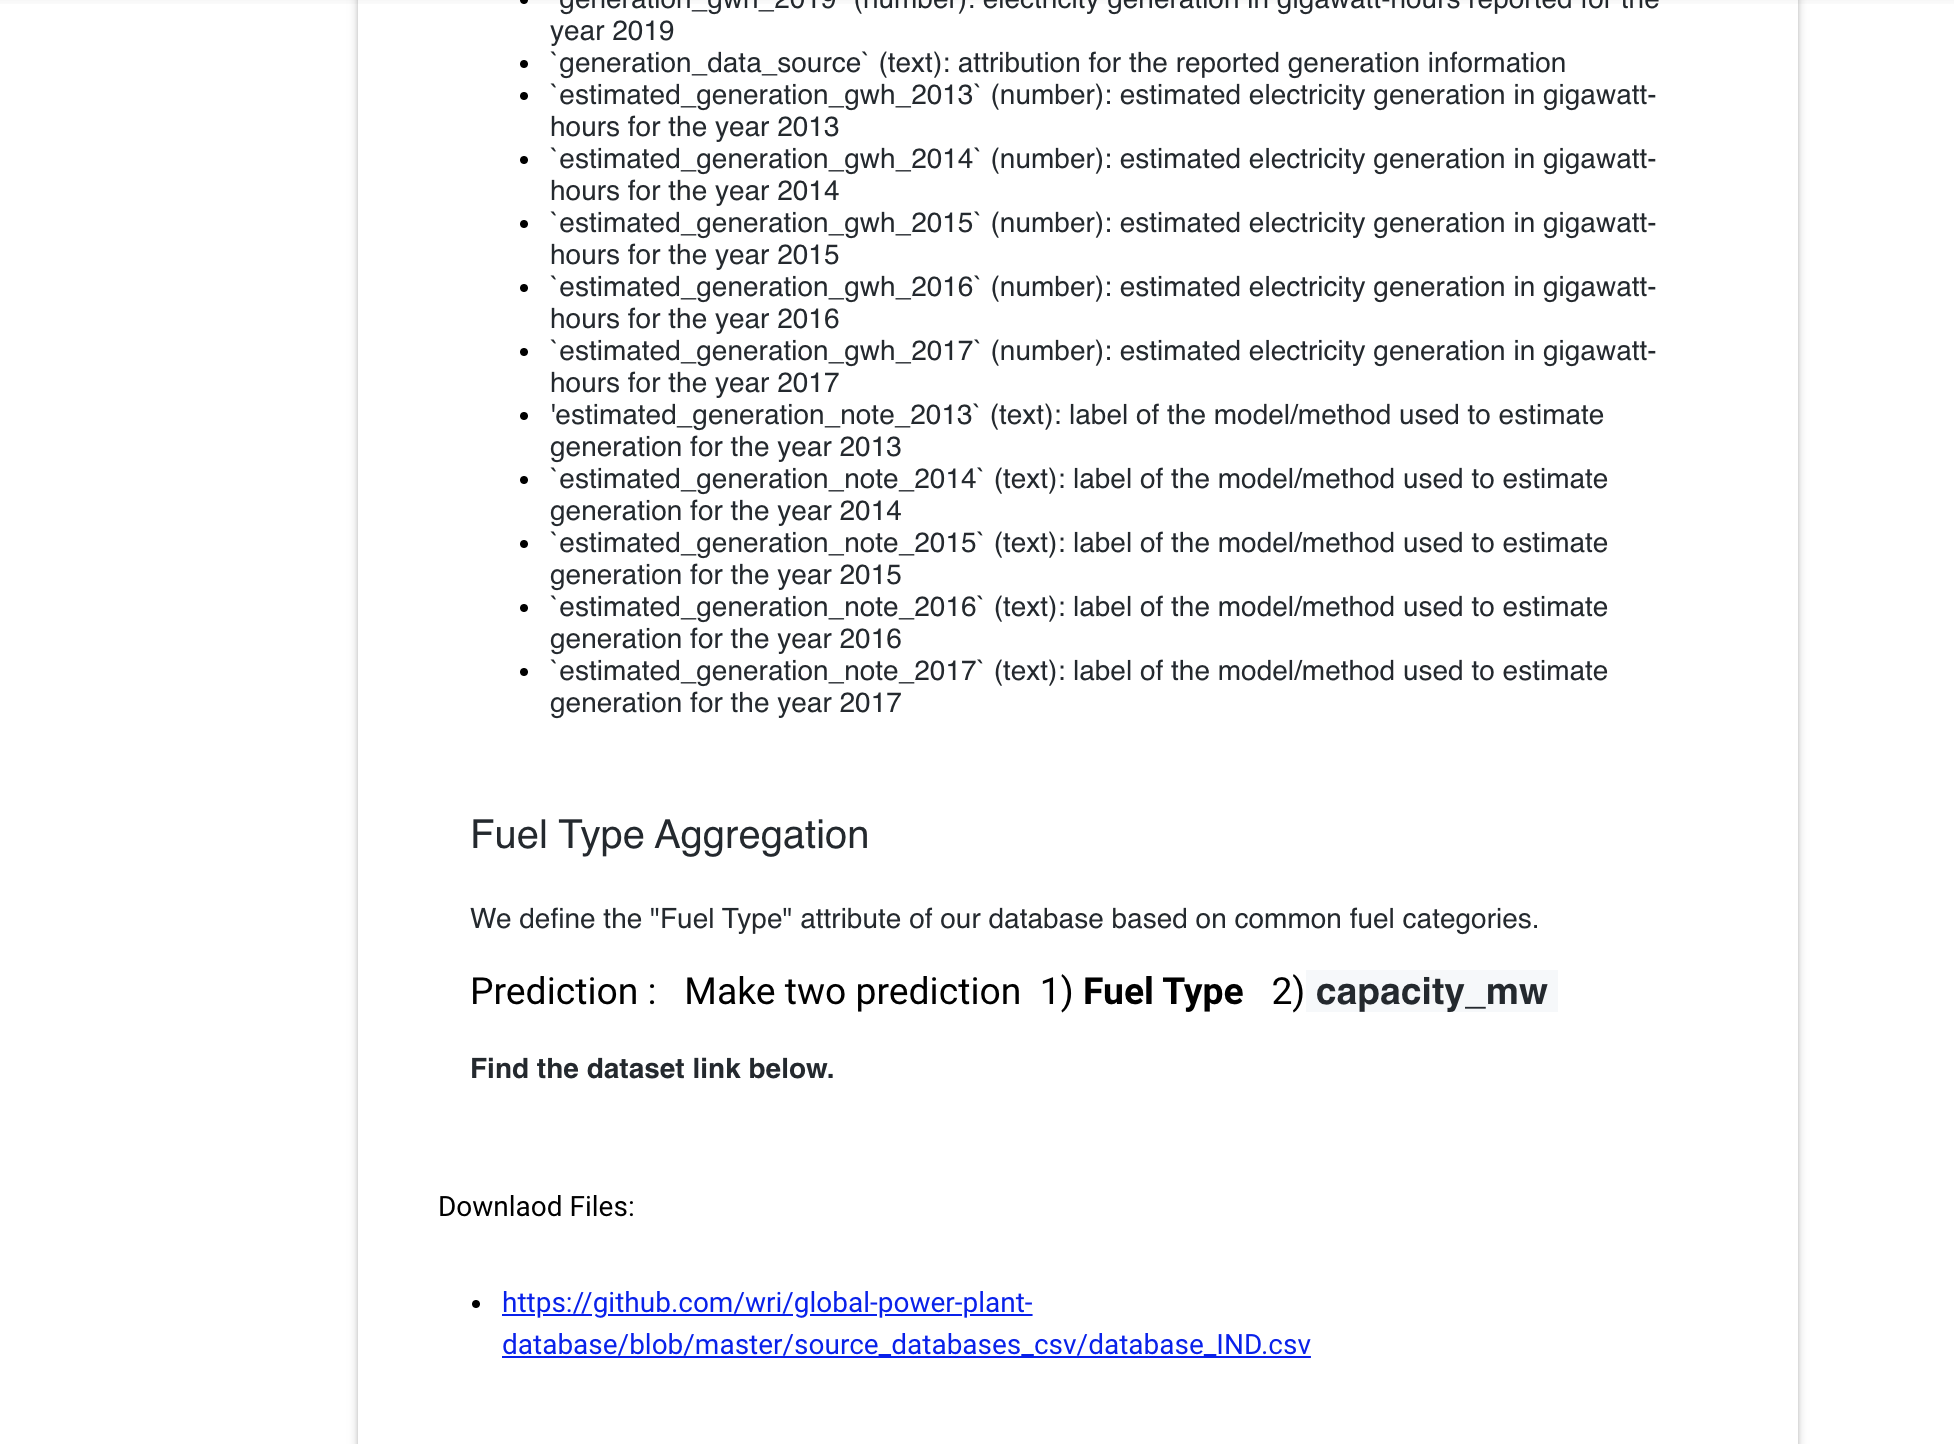 `generation_gwh_2019` (number): electricity generation in gigawatt-hours reported for the
year 2019
`generation_data_source` (text): attribution for the reported generation information
`estimated_generation_gwh_2013` (number): estimated electricity generation in gigawatt-
hours for the year 2013
`estimated_generation_gwh_2014` (number): estimated electricity generation in gigawatt-
hours for the year 2014
`estimated_generation_gwh_2015` (number): estimated electricity generation in gigawatt-
hours for the year 2015
`estimated_generation_gwh_2016` (number): estimated electricity generation in gigawatt-
hours for the year 2016
`estimated_generation_gwh_2017` (number): estimated electricity generation in gigawatt-
hours for the year 2017
'estimated_generation_note_2013` (text): label of the model/method used to estimate
generation for the year 2013
`estimated_generation_note_2014` (text): label of the model/method used to estimate
generation for the year 2014
`estimated_generation_note_2015` (text): label of the model/method used to estimate
generation for the year 2015
`estimated_generation_note_2016` (text): label of the model/method used to estimate
generation for the year 2016
`estimated_generation_note_2017` (text): label of the model/method used to estimate
generation for the year 2017
Fuel Type Aggregation
We define the "Fuel Type" attribute of our database based on common fuel categories.
Prediction : Make two prediction 1) Fuel Type 2) capacity_mw
Find the dataset link below.
Downlaod Files:
https://github.com/wri/global-power-plant-
database/blob/master/source_databases_csv/database_IND.csv